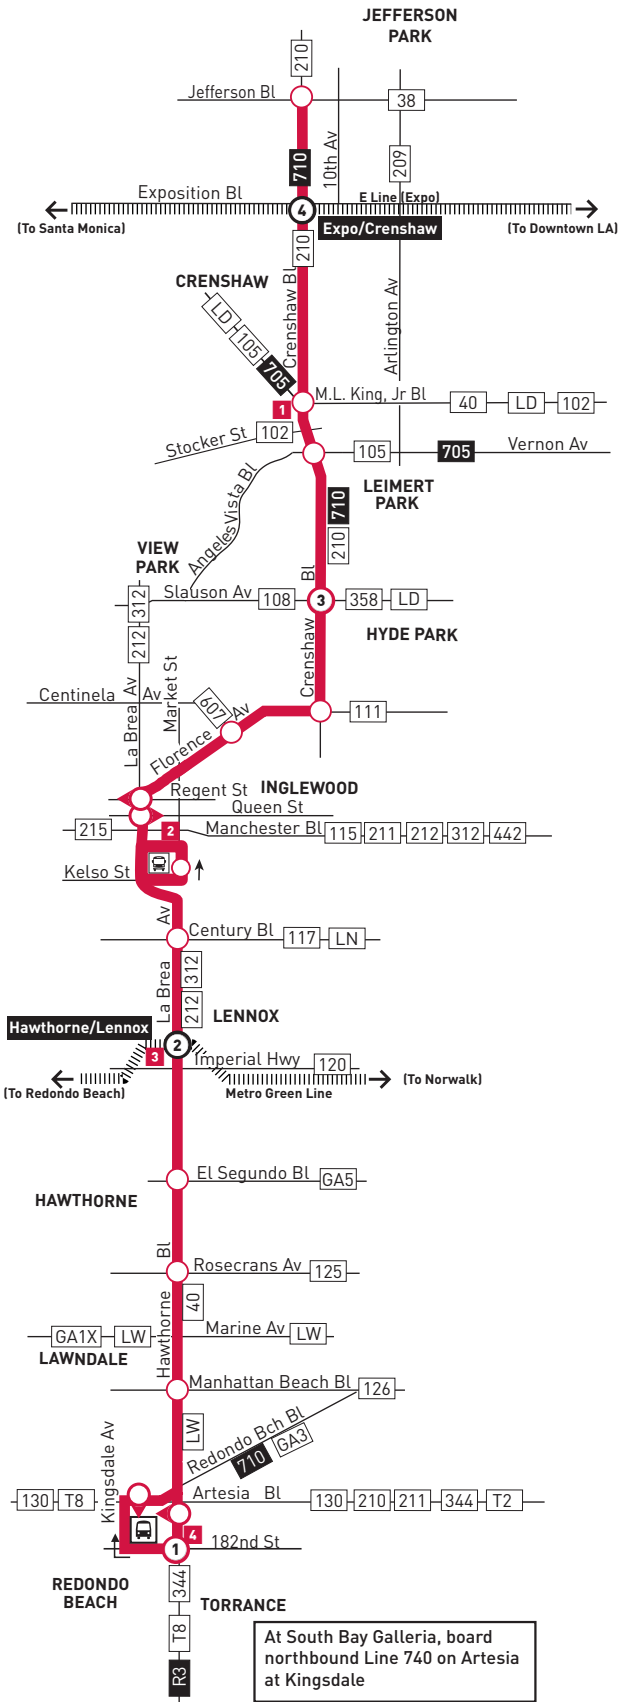 JEFFERSON
PARK
210
Jefferson Bl
38
710
10th Av
209
Exposition Bl
E Line (Expo)
4
(To Santa Monica)
Expo/Crenshaw
(To Downtown LA)
210
CRENSHAW
Crenshaw Bl
Arlington Av
LD
105
705
M.L. King, Jr Bl
40
LD
102
1
Stocker St
102
105
705
Vernon Av
Angeles Vista Bl
LEIMERT
PARK
710
210
VIEW
PARK
Bl
312
Slauson Av
108
3
358
LD
212
HYDE PARK
Market St
Crenshaw
Centinela Av
607
Av
111
La Brea Av
Florence
Regent St
INGLEWOOD
Queen St
215
2
Manchester Bl
115
211
212
312
442
Kelso St
Av
Century Bl
117
LN
La Brea
312
212
LENNOX
Hawthorne/Lennox
2
3
Imperial Hwy
120
(To Redondo Beach)
Metro Green Line
(To Norwalk)
El Segundo Bl
GA5
HAWTHORNE
Bl
Rosecrans Av
125
40
Hawthorne
GA1X
LW
Marine Av
LW
LAWNDALE
Manhattan Beach Bl
126
LW
Redondo Bch Bl
710
GA3
Kingsdale Av
130
T8
Artesia Bl
130
210
211
344
T2
4
1
182nd St
REDONDO
BEACH
344
TORRANCE
T8
R3
At South Bay Galleria, board
northbound Line 740 on Artesia
at Kingsdale